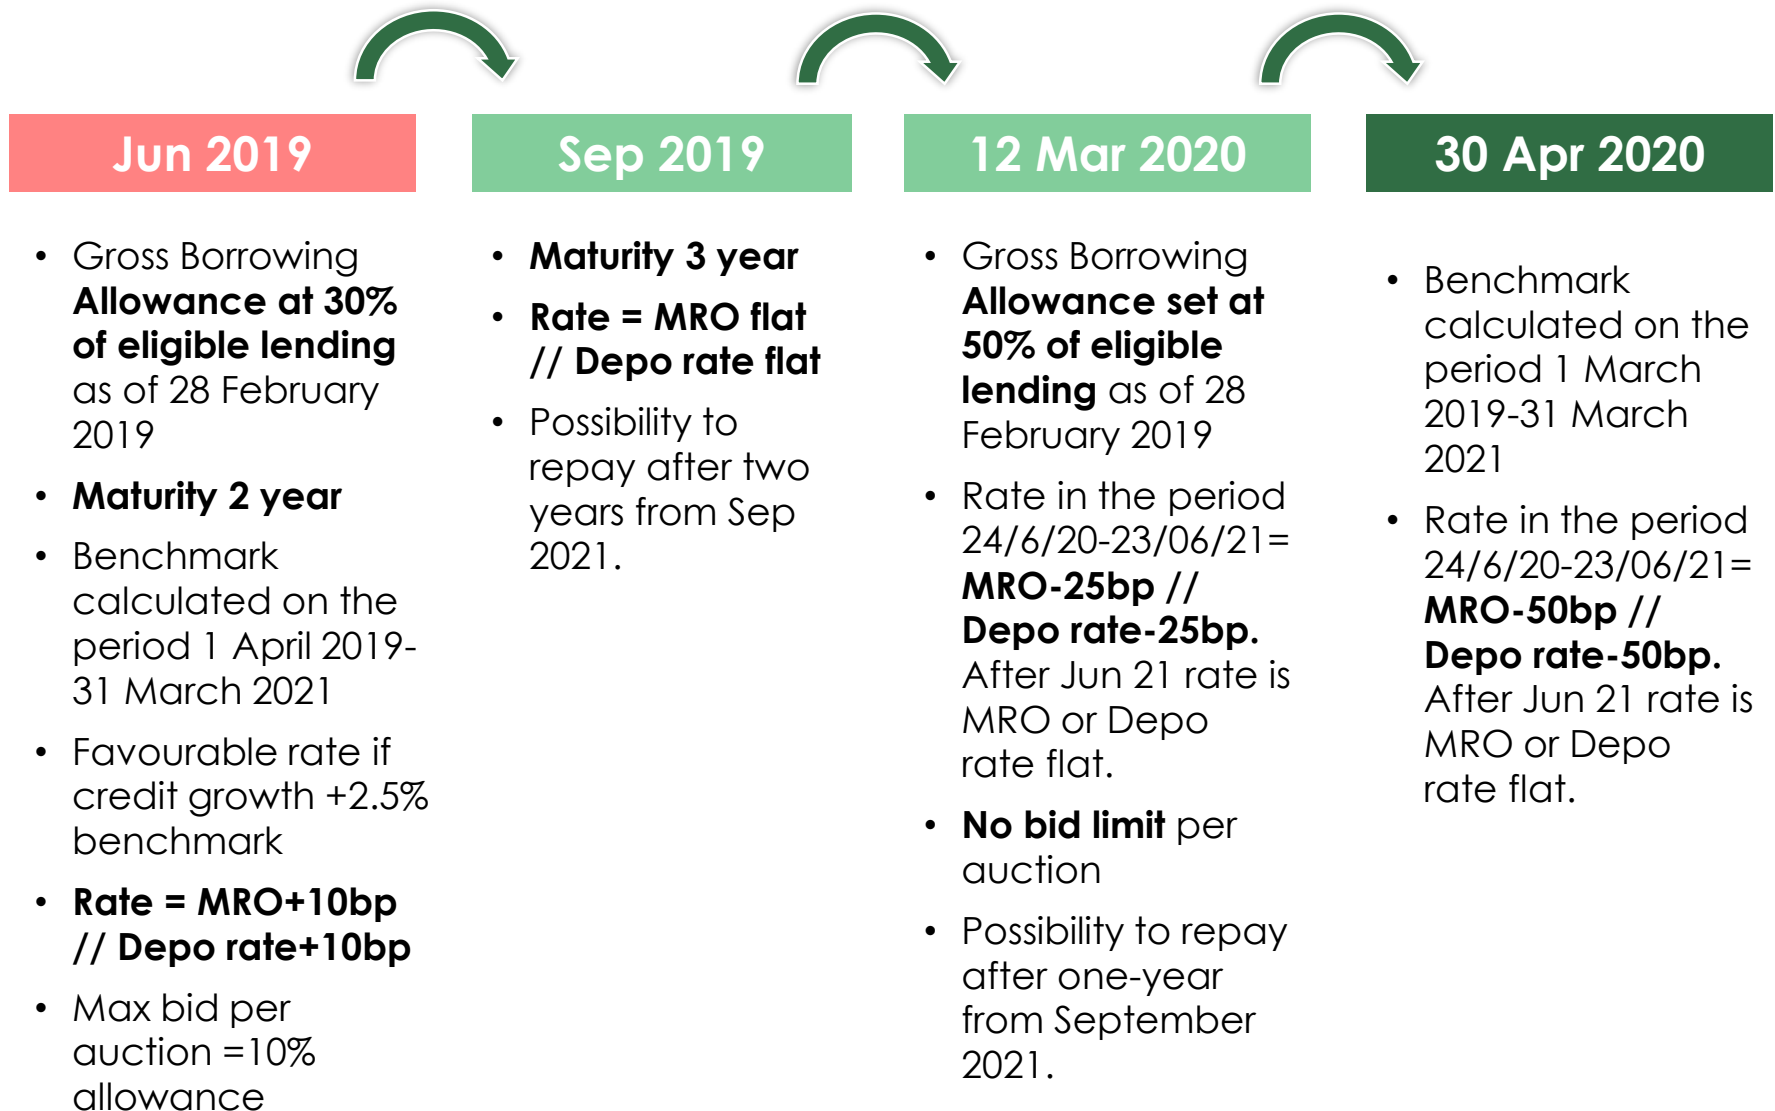 Jun 2019
• Gross Borrowing
Allowance at 30%
of eligible lending
as of 28 February
2019
• Maturity 2 year
• Benchmark
calculated on the
period 1 April 2019-
31 March 2021
• Favourable rate if
credit growth +2.5%
benchmark
• Rate = MRO+10bp
// Depo rate+10bp
• Max bid per
auction =10%
allowance
Sep 2019
• Maturity 3 year
• Rate = MRO flat
// Depo rate flat
• Possibility to
repay after two
years from Sep
2021.
12 Mar 2020
• Gross Borrowing
Allowance set at
50% of eligible
lending as of 28
February 2019
• Rate in the period
24/6/20-23/06/21=
MRO-25bp //
Depo rate-25bp.
After Jun 21 rate is
MRO or Depo
rate flat.
• No bid limit per
auction
• Possibility to repay
after one-year
from September
2021.
30 Apr 2020
• Benchmark
calculated on the
period 1 March
2019-31 March
2021
• Rate in the period
24/6/20-23/06/21=
MRO-50bp //
Depo rate-50bp.
After Jun 21 rate is
MRO or Depo
rate flat.